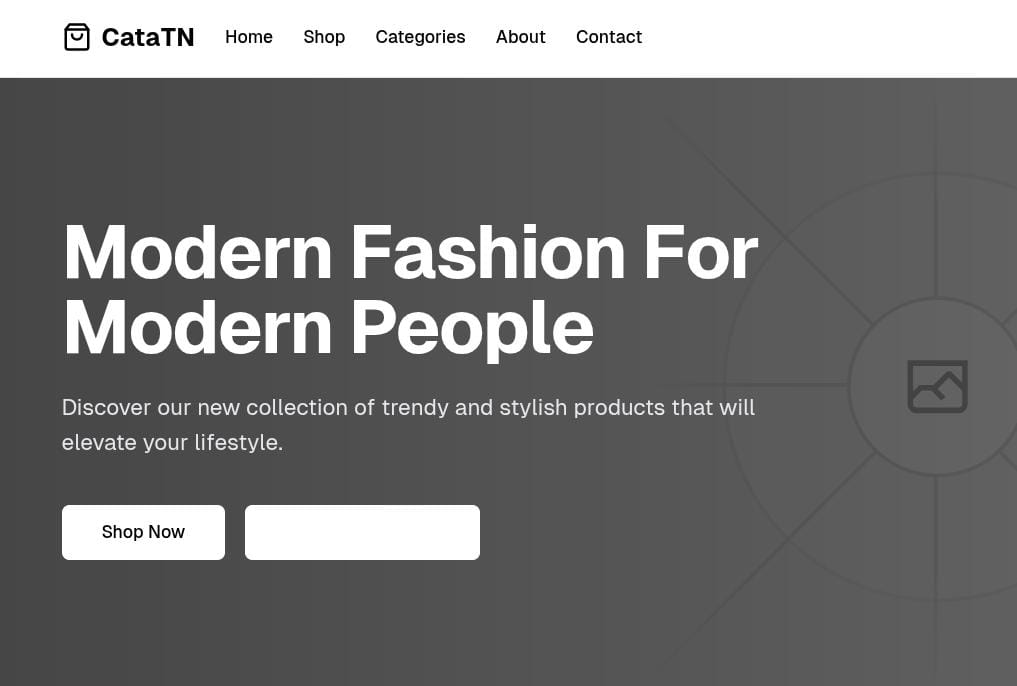 CataTN
Home
Shop
Categories
About
Contact
Modern Fashion For
Modern People
Discover our new collection of trendy and stylish products that will
elevate your lifestyle.
Shop Now